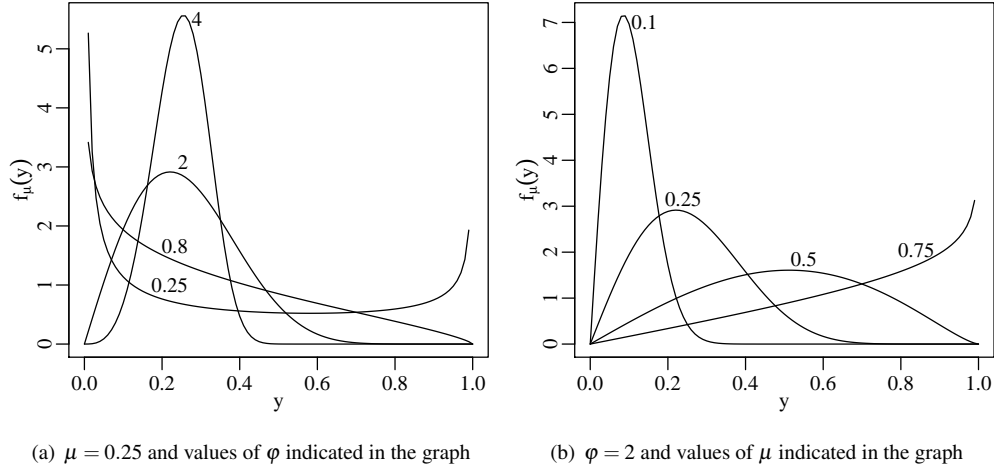 f_μ(y)
5
4
3
2
1
0
4
2
0.8
0.25
0.0 0.2 0.4 0.6 0.8 1.0
y
(a) μ = 0.25 and values of φ indicated in the graph
f_μ(y)
7
6
5
4
3
2
1
0
0.1
0.25
0.5
0.75
0.0 0.2 0.4 0.6 0.8 1.0
y
(b) φ = 2 and values of μ indicated in the graph